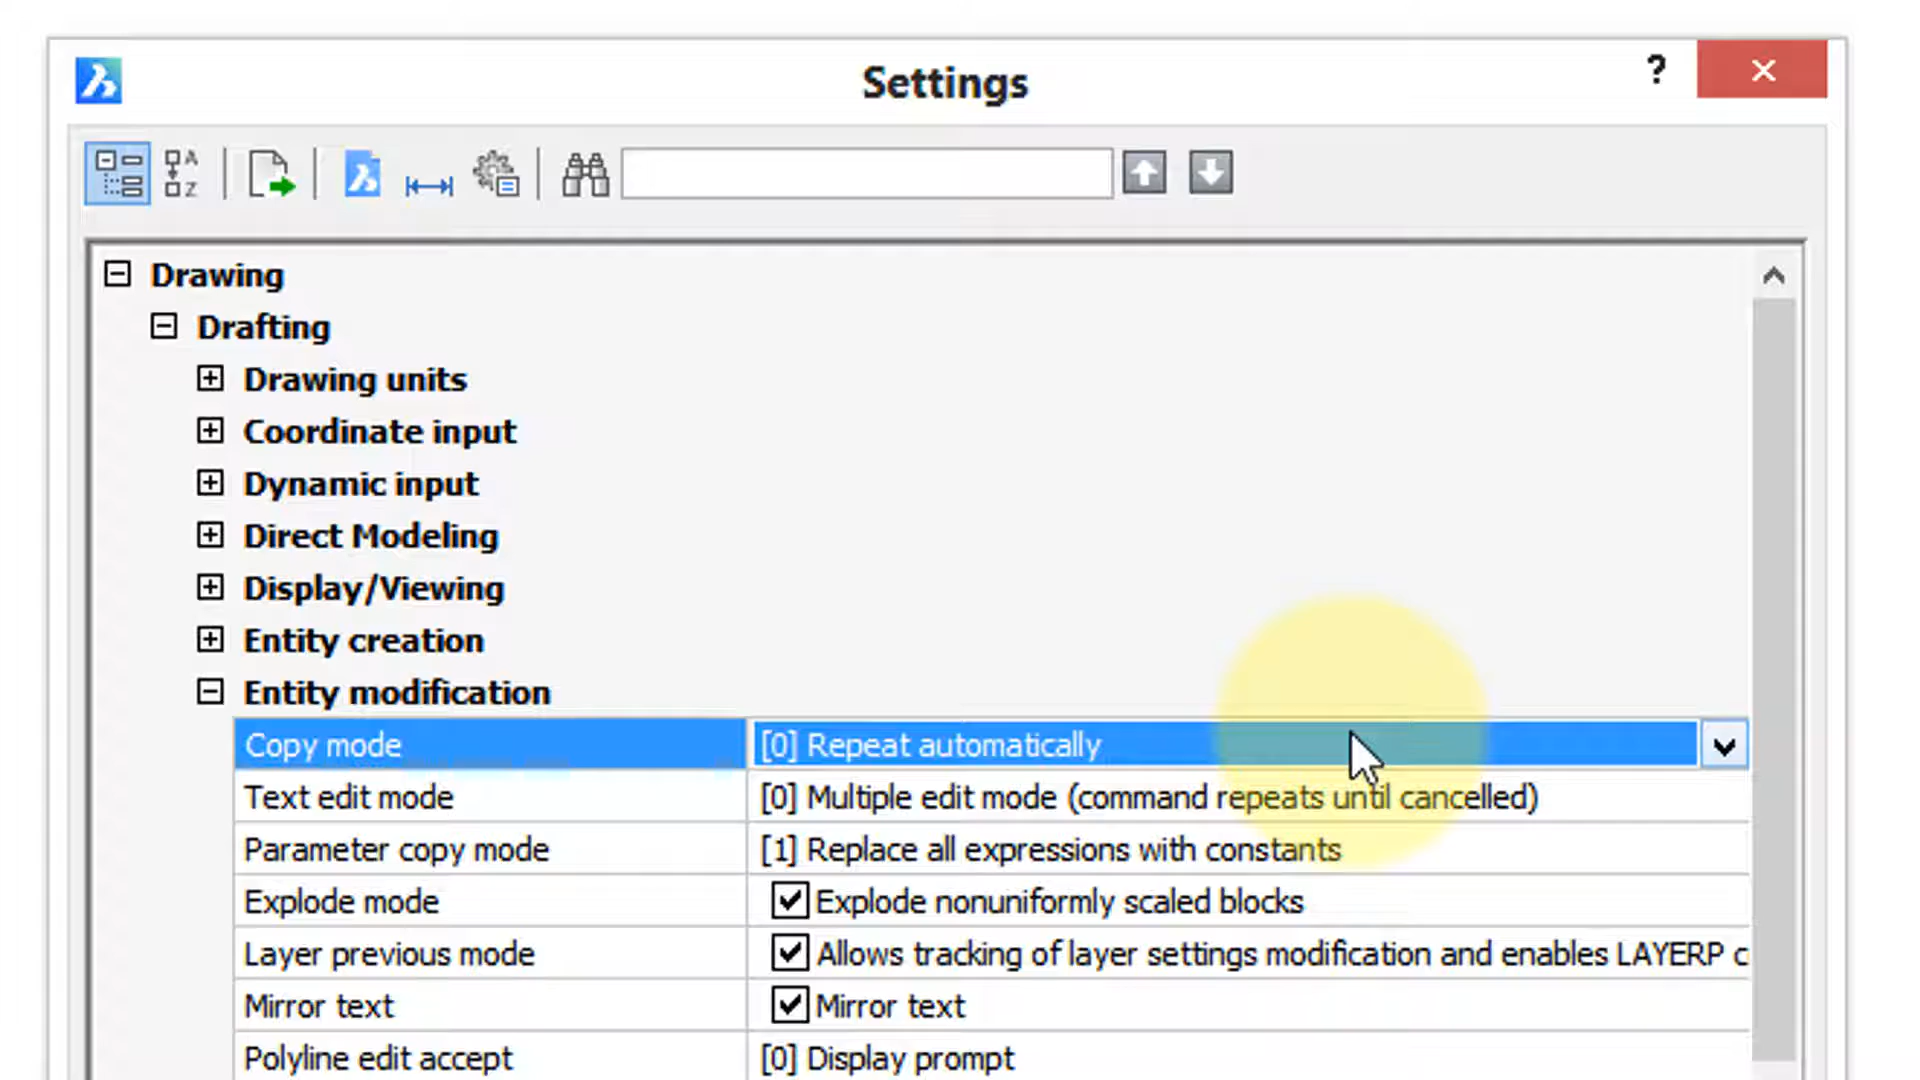 Settings
?
Drawing
Drafting
Drawing units
Coordinate input
Dynamic input
Direct Modeling
Display/Viewing
Entity creation
Entity modification
Copy mode [0] Repeat automatically
Text edit mode [0] Multiple edit mode (command repeats until cancelled)
Parameter copy mode [1] Replace all expressions with constants
Explode mode Explode nonuniformly scaled blocks
Layer previous mode Allows tracking of layer settings modification and enables LAYERP c
Mirror text Mirror text
Polyline edit accept [0] Display prompt